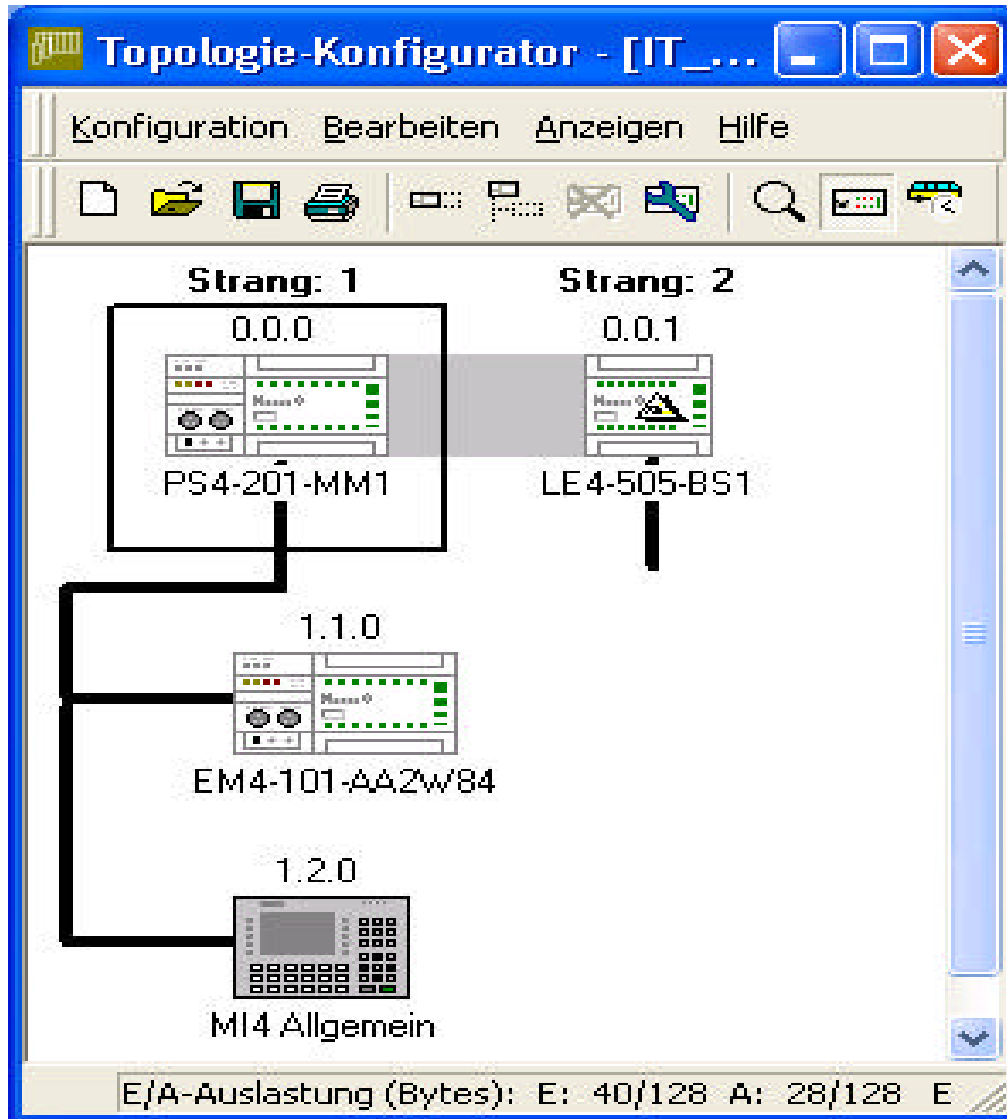 Topologie-Konfigurator - [IT_...
Konfiguration Bearbeiten Anzeigen Hilfe
Strang: 1 Strang: 2
0.0.0 0.0.1
PS4-201-MM1 LE4-505-BS1
1.1.0
EM4-101-AA2W84
1.2.0
MI4 Allgemein
E/A-Auslastung (Bytes): E: 40/128 A: 28/128 E